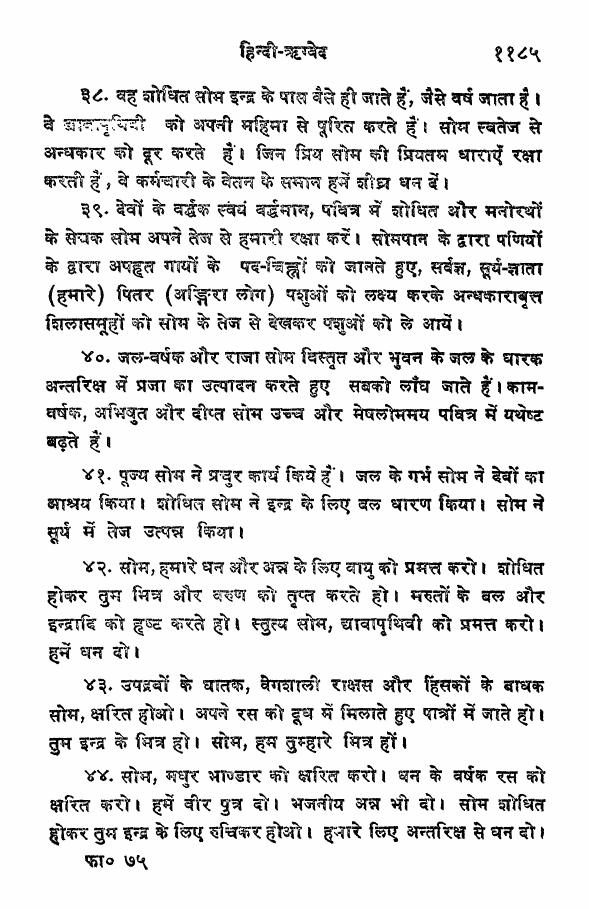 हिन्दी-ऋग्वेद ११८५
३८. वह शोधित सोम इन्द्र के पास वैसे ही जाते हैं, जैसे वर्ष जाता है।
वे द्यावापृथिवी को अपनी महिमा से पूरित करते हैं। सोम स्वतेज से
अन्धकार को दूर करते हैं। जिन प्रिय सोम की प्रियतम धाराएँ रक्षा
करती हैं, वे कर्मचारी के वेतन के समान हमें शीघ्र धन दें।
३९. देवों के वर्द्धक स्वयं वर्द्धमान, पवित्र में शोधित और मनोरथों
के सेचक सोम अपने तेज से हमारी रक्षा करें। सोमपान के द्वारा पणियों
के द्वारा अपहृत गायों के पद-चिह्नों को जानते हुए, सर्वज्ञ, सूर्य-ज्ञाता
(हमारे) पितर (अङ्गिरा लोग) पशुओं को लक्ष्य करके अन्धकारावृत्त
शिलासमूहों को सोम के तेज से देखकर पशुओं को ले आयें।
४०. जल-वर्षक और राजा सोम विस्तृत और भुवन के जल के धारक
अन्तरिक्ष में प्रजा का उत्पादन करते हुए सबको लाँघ जाते हैं। काम-
वर्षक, अभिषुत और दीप्त सोम उच्च और मेषलोममय पवित्र में यथेष्ट
बढ़ते हैं।
४१. पूज्य सोम ने प्रचुर कार्य किये हैं। जल के गर्भ सोम ने देवों का
आश्रय किया। शोधित सोम ने इन्द्र के लिए बल धारण किया। सोम ने
सूर्य में तेज उत्पन्न किया।
४२. सोम, हमारे धन और अन्न के लिए वायु को प्रमत्त करो। शोधित
होकर तुम मित्र और वरुण को तृप्त करते हो। मरुतों के बल और
इन्द्रादि को हृष्ट करते हो। स्तुत्य सोम, द्यावापृथिवी को प्रमत्त करो।
हमें धन दो।
४३. उपद्रवों के घातक, वेगशाली राक्षस और हिंसकों के बाधक
सोम, क्षरित होओ। अपने रस को दूध में मिलाते हुए पात्रों में जाते हो।
तुम इन्द्र के मित्र हो। सोम, हम तुम्हारे मित्र हों।
४४. सोम, मधुर भाण्डार को क्षरित करो। धन के वर्षक रस को
क्षरित करो। हमें वीर पुत्र दो। भजनीय अन्न भी दो। सोम शोधित
होकर तुम इन्द्र के लिए रुचिकर होओ। हमारे लिए अन्तरिक्ष से धन दो।
फा० ७५